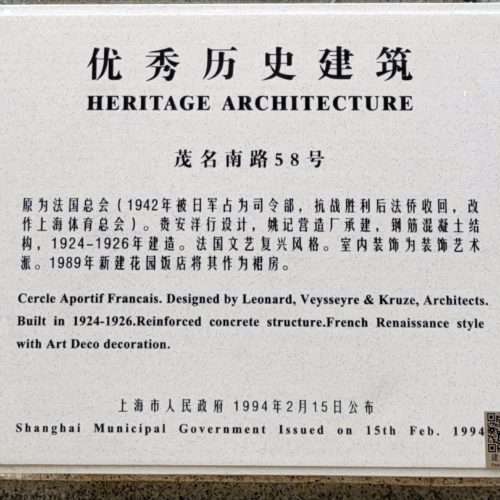 优秀历史建筑
HERITAGE ARCHITECTURE
茂名南路58号
原为法国总会（1942年被日军占为司令部，抗战胜利后法侨收回，改
作上海体育总会）。赉安洋行设计，姚记营造厂承建，钢筋混凝土结
构，1924-1926年建造。法国文艺复兴风格。室内装饰为装饰艺术
派。1989年新建花园饭店将其作为裙房。
Cercle Aportif Francais. Designed by Leonard, Veysseyre & Kruze, Architects.
Built in 1924-1926.Reinforced concrete structure.French Renaissance style
with Art Deco decoration.
上海市人民政府 1994年2月15日公布
Shanghai Municipal Government Issued on 15th Feb. 1994